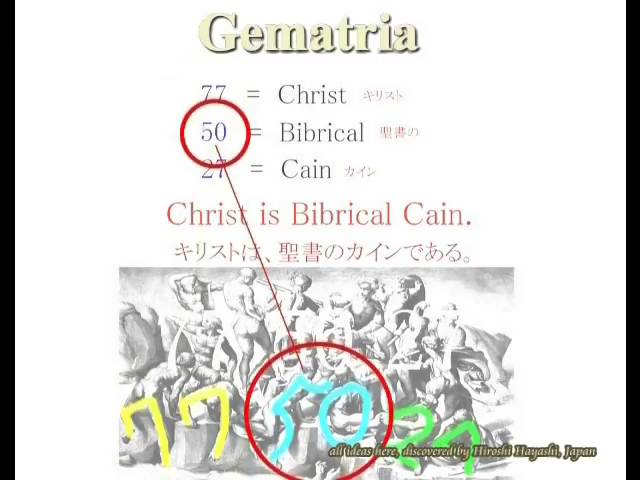 Gematria
77 = Christ キリスト
50 = Bibrical 聖書の
27 = Cain カイン
Christ is Bibrical Cain.
キリストは、聖書のカインである。
77 50 27
all ideas here, discovered by Hiroshi Hayashi, Japan